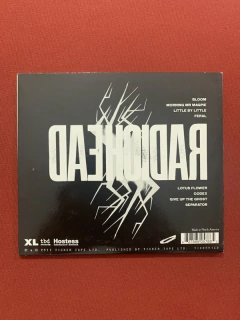 BLOOM
MORNING MR MAGPIE
LITTLE BY LITTLE
FERAL
RADIOHEAD
LOTUS FLOWER
CODEX
GIVE UP THE GHOST
SEPARATOR
XL tbd Hostess